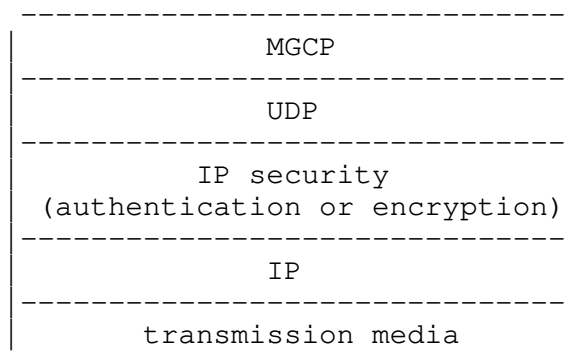 MGCP
UDP
IP security
(authentication or encryption)
IP
transmission media